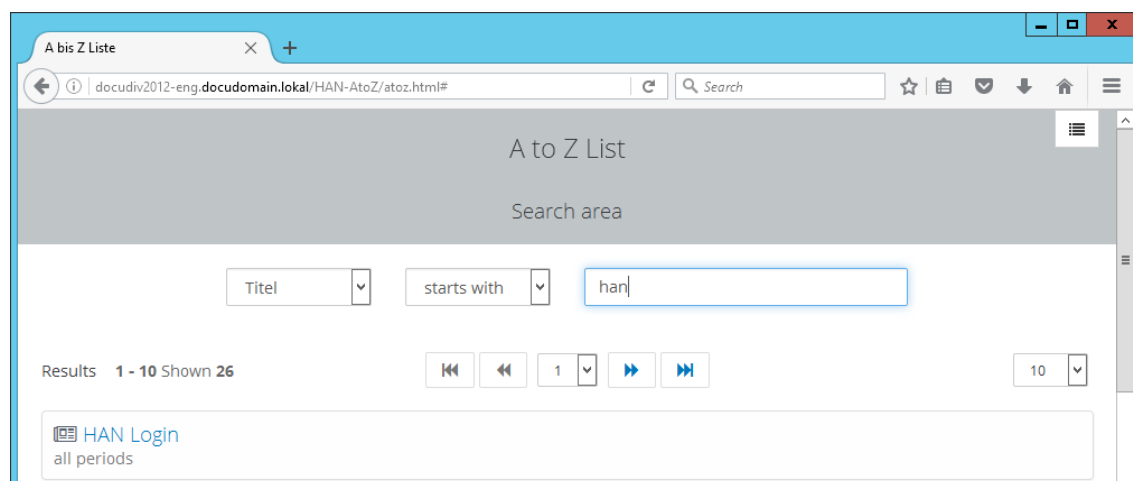 A bis Z Liste
docudiv2012-eng.docudomain.lokal/HAN-AtoZ/atoz.html#
Search
A to Z List
Search area
Titel starts with han
Results 1 - 10 Shown 26 1 10
HAN Login
all periods